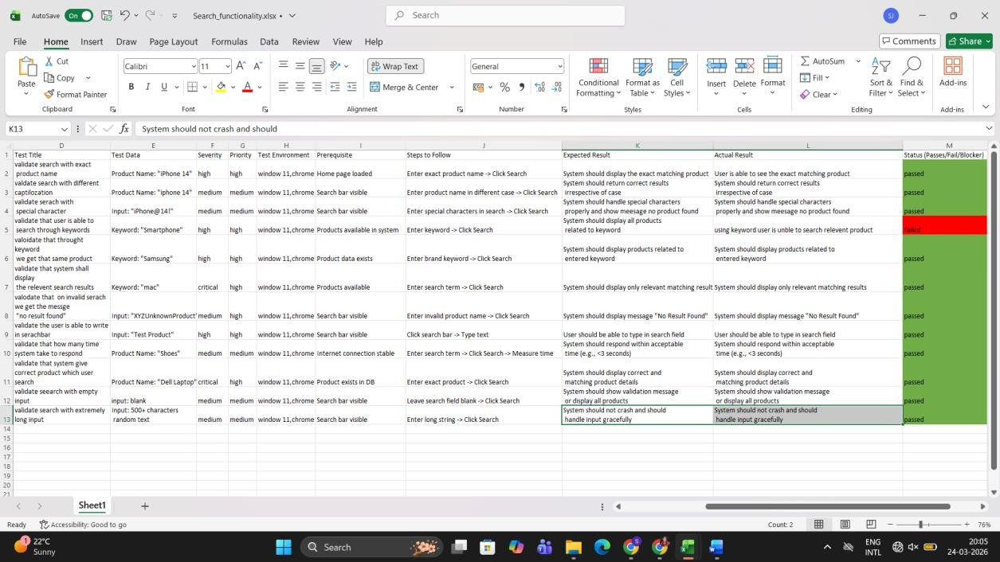 AutoSave On Search_functionality.xlsx • Search SJ
File Home Insert Draw Page Layout Formulas Data Review View Help Comments Share
Cut Calibri 11 Wrap Text General AutoSum
Copy Fill
Paste Format Painter B I U Merge & Center Conditional Formatting Format as Table Cell Styles Insert Delete Format Clear Sort & Filter Find & Select Add-ins
Clipboard Font Alignment Number Styles Cells Editing Add-ins
K13 fx System should not crash and should
D E F G H I J K L M
1 Test Title Test Data Severity Priority Test Environment Prerequisite Steps to Follow Expected Result Actual Result Status (Passes/Fail/Blocker)
validate search with exact
2 product name Product Name: "iPhone 14" high high window 11,chrome Home page loaded Enter exact product name -> Click Search System should display the exact matching product User is able to see the exact matching product passed
valdate search with different System should return correct results System should return correct results
3 captilozation Product Name: "iphone 14" medium medium window 11,chrome Search bar visible Enter product name in different case -> Click Search irrespective of case irrespective of case passed
validate serach with System should handle special characters System should handle special characters
4 special character Input: "iPhone@14!" medium medium window 11,chrome Search bar visible Enter special characters in search -> Click Search properly and show meesage no product found properly and show meesage no product found passed
validate that user is able to System should display all products
5 search through keywords Keyword: "Smartphone" high high window 11,chrome Products available in system Enter keyword -> Click Search related to keyword using keyword user is unble to search relevent product failed
valoidate that throught
keyword System should display products related to System should display products related to
6 we get that same product Keyword: "Samsung" high high window 11,chrome Product data exists Enter brand keyword -> Click Search entered keyword entered keyword passed
validate that system shall
display
7 the relevent search results Keyword: "mac" critical high window 11,chrome Products available Enter search term -> Click Search System should display only relevant matching result System should display only relevant matching results passed
valodate that on invalid serach
we get the messge
8 "no result found" Input: "XYZUnknownProduct' medium high window 11,chrome Search bar visible Enter invalid product name -> Click Search System should display message "No Result Found" System should display message "No Result Found" passed
validate the user is able to write
9 in serachbar Input: "Test Product" high high window 11,chrome Search bar visible Click search bar -> Type text User should be able to type in search field User should be able to type in search field passed
validate that how many time System should respond within acceptable System should respond within acceptable
10 system take to respond Product Name: "Shoes" medium medium window 11,chrome Internet connection stable Enter search term -> Click Search -> Measure time time (e.g., <3 seconds) time (e.g., <3 seconds) passed
validate that system give
correct product which user System should display correct and System should display correct and
11 search Product Name: "Dell Laptop" critical high window 11,chrome Product exists in DB Enter exact product -> Click Search matching product details matching product details passed
validate seearch with empty System should show validation message System should show validation message
12 input input: blank medium medium window 11,chrome Search bar visible Leave search field blank -> Click Search or display all products or display all products passed
validate search with extremely Input: 500+ characters System should not crash and should System should not crash and should
13 long input random text medium medium window 11,chrome Search bar visible Enter long string -> Click Search handle input gracefully handle input gracefully passed
14
15
16
17
18
19
20
21
Sheet1
Ready Accessibility: Good to go Count: 2 76%
1 22°C Search ENG 20:05
Sunny INTL 24-03-2026